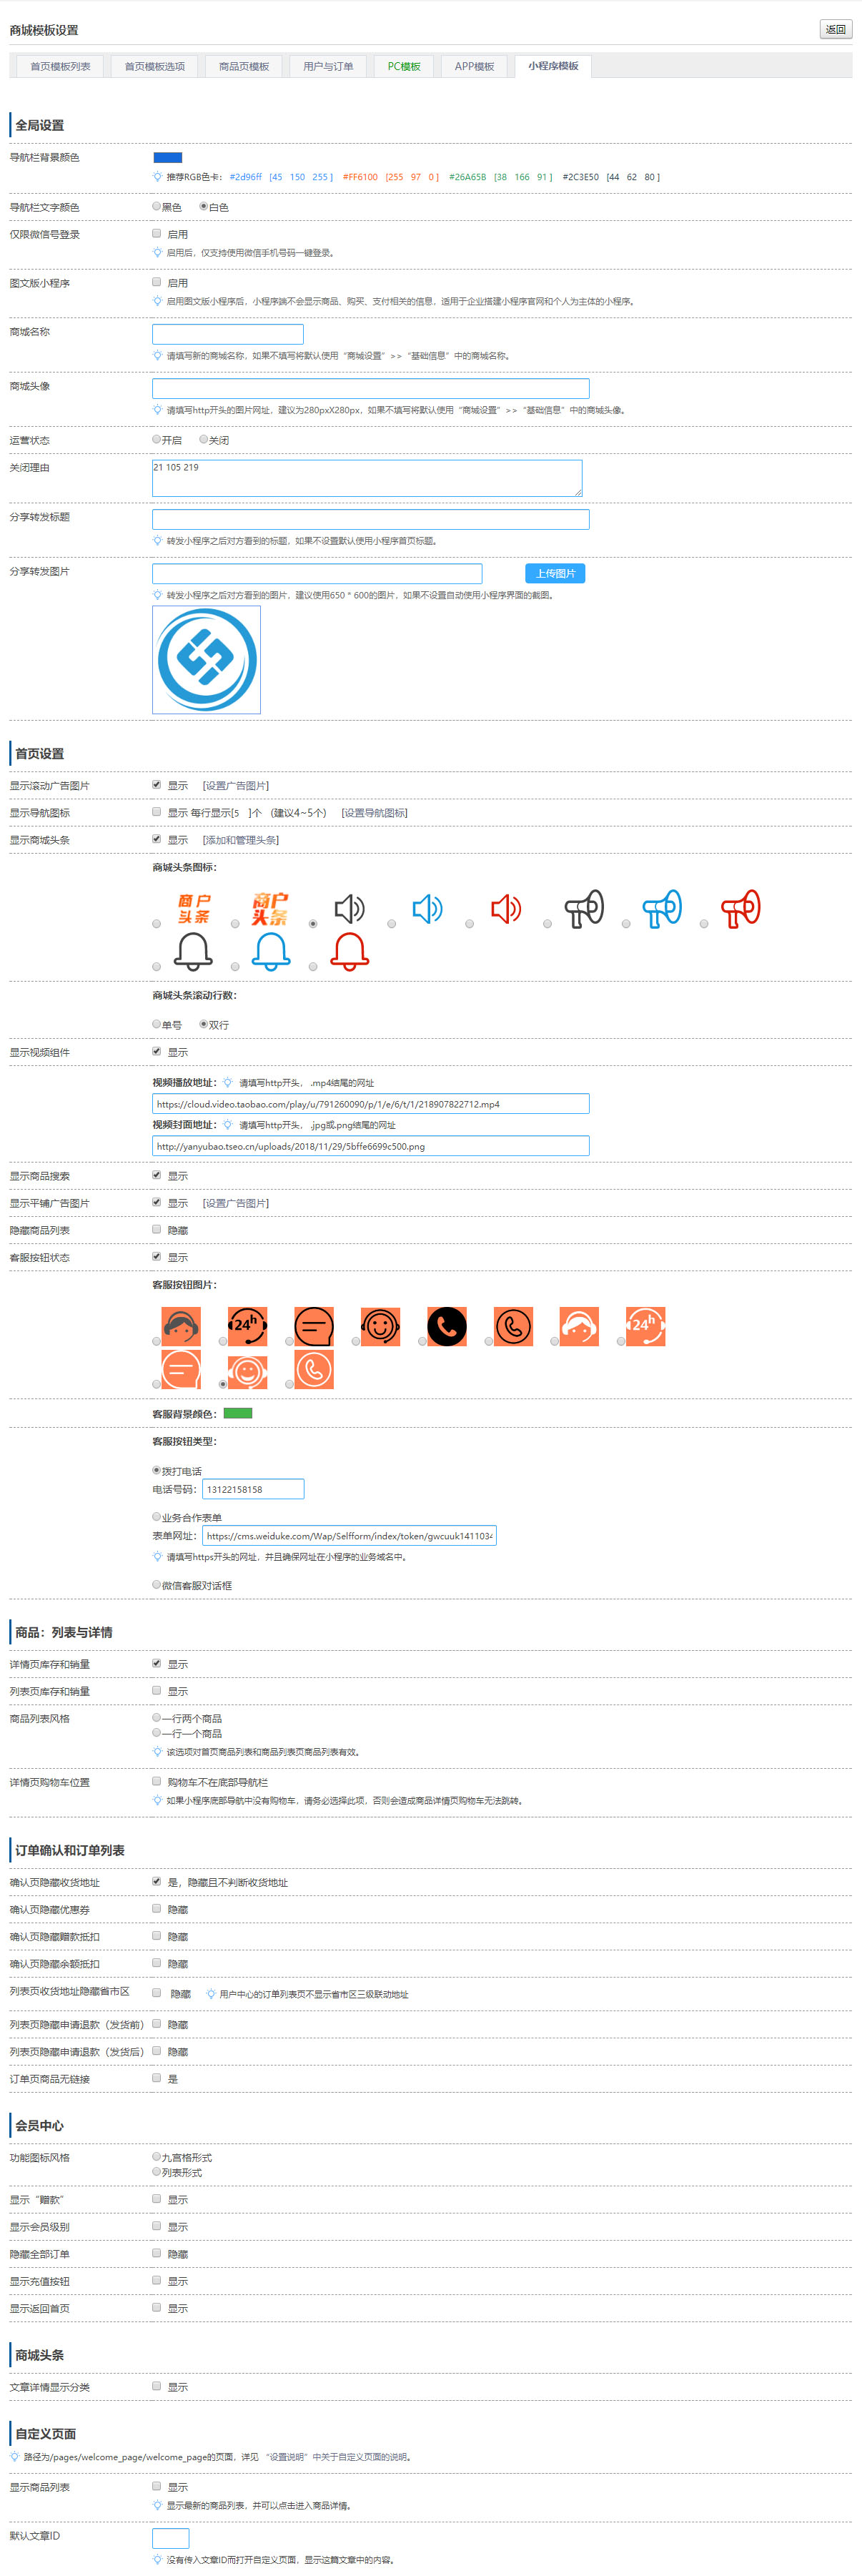 商城模板设置
返回
首页模板列表 首页模板选项 商品页模板 用户与订单 PC模板 APP模板 小程序模板
全局设置
导航栏背景颜色
推荐RGB色卡： #2d96ff [45 150 255 ] #FF6100 [255 97 0 ] #26A65B [38 166 91 ] #2C3E50 [44 62 80 ]
导航栏文字颜色 黑色 白色
仅限微信号登录 启用
启用后，仅支持使用微信手机号码一键登录。
图文版小程序 启用
启用图文版小程序后，小程序端不会显示商品、购买、支付相关的信息，适用于企业搭建小程序官网和个人为主体的小程序。
商城名称
请填写新的商城名称，如果不填写将默认使用“商城设置”>>“基础信息”中的商城名称。
商城头像
请填写http开头的图片网址，建议为280pxX280px，如果不填写将默认使用“商城设置”>>“基础信息”中的商城头像。
运营状态 开启 关闭
关闭理由 21 105 219
分享转发标题
转发小程序之后对方看到的标题，如果不设置默认使用小程序首页标题。
分享转发图片 上传图片
转发小程序之后对方看到的图片，建议使用650 * 600的图片，如果不设置自动使用小程序界面的截图。
首页设置
显示滚动广告图片 显示 [设置广告图片]
显示导航图标 显示 每行显示[5 ]个 （建议4~5个） [设置导航图标]
显示商城头条 显示 [添加和管理头条]
商城头条图标：
商户 商户
头条 头条
商城头条滚动行数：
单号 双行
显示视频组件 显示
视频播放地址： 请填写http开头， .mp4结尾的网址
https://cloud.video.taobao.com/play/u/791260090/p/1/e/6/t/1/218907822712.mp4
视频封面地址： 请填写http开头， .jpg或.png结尾的网址
http://yanyubao.tseo.cn/uploads/2018/11/29/5bffe6699c500.png
显示商品搜索 显示
显示平铺广告图片 显示 [设置广告图片]
隐藏商品列表 隐藏
客服按钮状态 显示
客服按钮图片：
24h 24h
客服背景颜色：
客服按钮类型：
拨打电话
电话号码： 13122158158
业务合作表单
表单网址： https://cms.weiduke.com/Wap/Selfform/index/token/gwcuuk1411034
请填写https开头的网址，并且确保网址在小程序的业务域名中。
微信客服对话框
商品：列表与详情
详情页库存和销量 显示
列表页库存和销量 显示
商品列表风格 一行两个商品
一行一个商品
该选项对首页商品列表和商品列表页商品列表有效。
详情页购物车位置 购物车不在底部导航栏
如果小程序底部导航中没有购物车，请务必选择此项，否则会造成商品详情页购物车无法跳转。
订单确认和订单列表
确认页隐藏收货地址 是，隐藏且不判断收货地址
确认页隐藏优惠券 隐藏
确认页隐藏赠款抵扣 隐藏
确认页隐藏余额抵扣 隐藏
列表页收货地址隐藏省市区 隐藏 用户中心的订单列表页不显示省市区三级联动地址
列表页隐藏申请退款（发货前） 隐藏
列表页隐藏申请退款（发货后） 隐藏
订单页商品无链接 是
会员中心
功能图标风格 九宫格形式
列表形式
显示“赠款” 显示
显示会员级别 显示
隐藏全部订单 隐藏
显示充值按钮 显示
显示返回首页 显示
商城头条
文章详情显示分类 显示
自定义页面
路径为/pages/welcome_page/welcome_page的页面，详见 “设置说明”中关于自定义页面的说明。
显示商品列表 显示
显示最新的商品列表，并可以点击进入商品详情。
默认文章ID
没有传入文章ID而打开自定义页面，显示这篇文章中的内容。